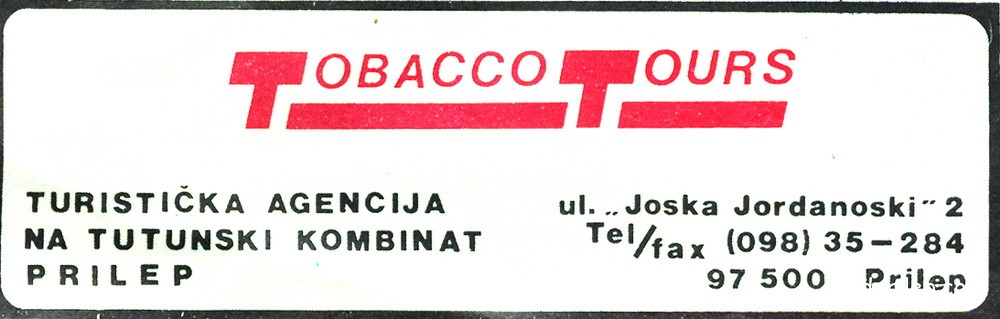 TOBACCO TOURS
TURISTIČKA AGENCIJA
NA TUTUNSKI KOMBINAT
PRILEP
ul. „Joska Jordanoski" 2
Tel/fax (098) 35-284
97 500 Prilep